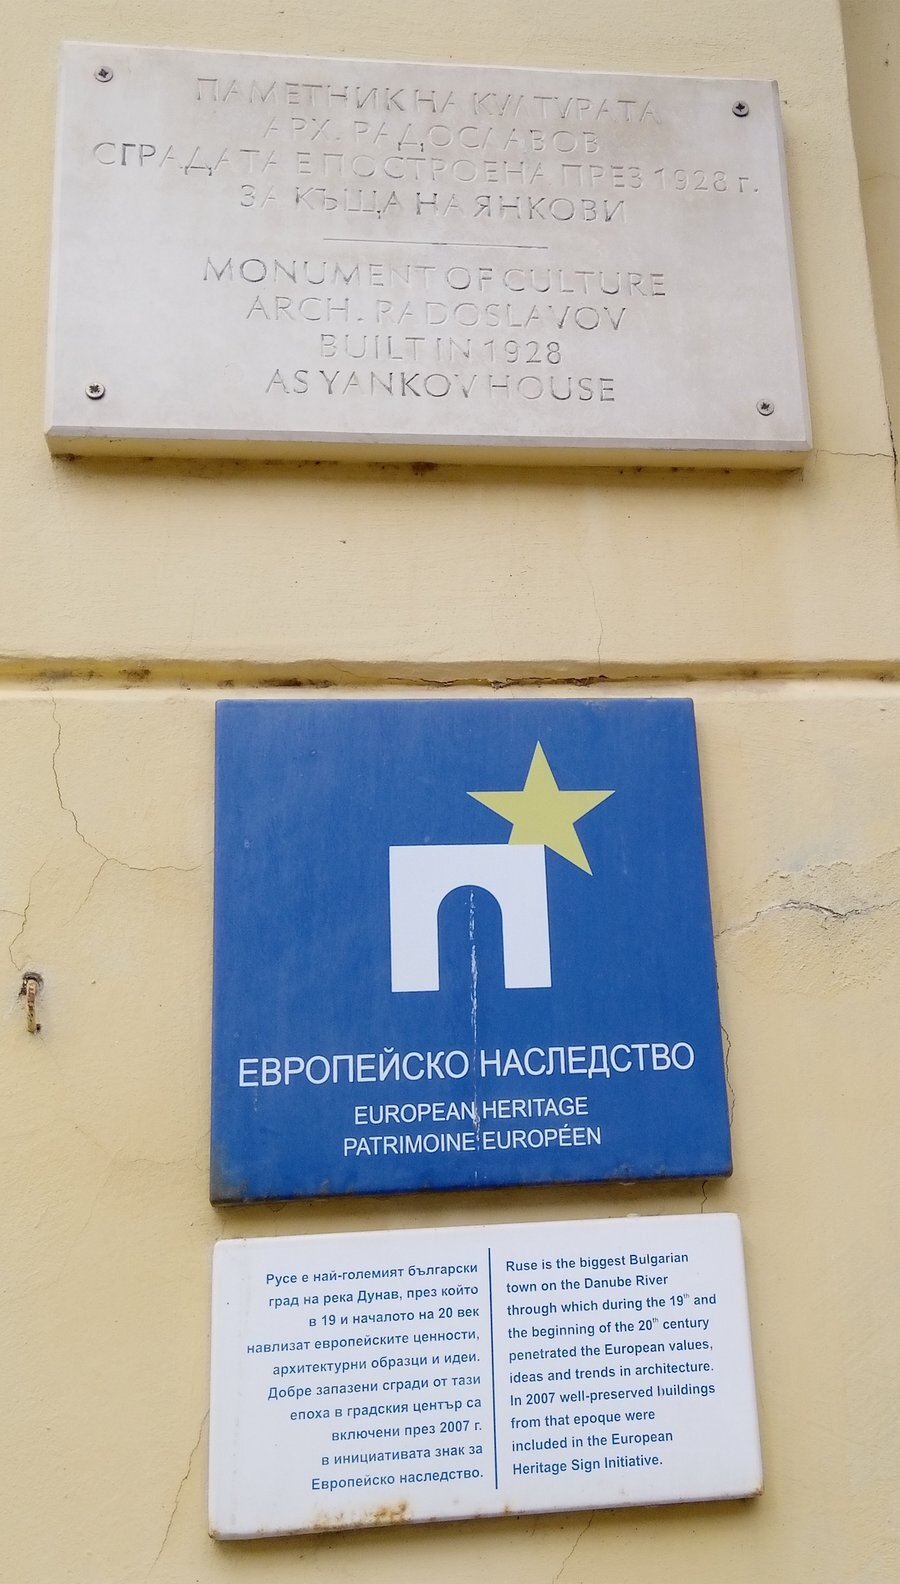 ПАМЕТНИК НА КУЛТУРАТА
АРХ. РАДОСЛАВОВ
СГРАДАТА Е ПОСТРОЕНА ПРЕЗ 1928 г.
ЗА КЪЩА НА ЯНКОВИ
MONUMENT OF CULTURE
ARCH. RADOSLAVOV
BUILT IN 1928
AS YANKOV HOUSE
ЕВРОПЕЙСКО НАСЛЕДСТВО
EUROPEAN HERITAGE
PATRIMOINE EUROPÉEN
Русе е най-големият български
град на река Дунав, през който
в 19 и началото на 20 век
навлизат европейските ценности,
архитектурни образци и идеи.
Добре запазени сгради от тази
епоха в градския център са
включени през 2007 г.
в инициативата знак за
Европейско наследство.
Ruse is the biggest Bulgarian
town on the Danube River
through which during the 19th and
the beginning of the 20th century
penetrated the European values,
ideas and trends in architecture.
In 2007 well-preserved buildings
from that epoque were
included in the European
Heritage Sign Initiative.